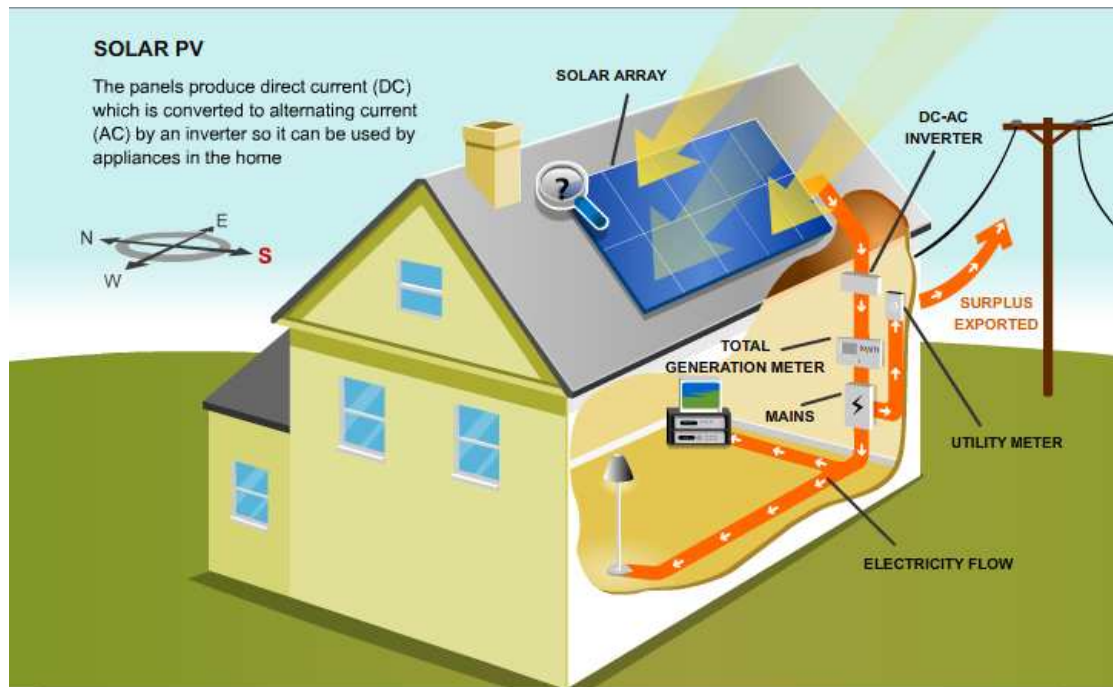 SOLAR PV
The panels produce direct current (DC)
which is converted to alternating current
(AC) by an inverter so it can be used by
appliances in the home
N
E
S
W
SOLAR ARRAY
?
DC-AC
INVERTER
SURPLUS
EXPORTED
TOTAL
GENERATION METER
MAINS
UTILITY METER
ELECTRICITY FLOW